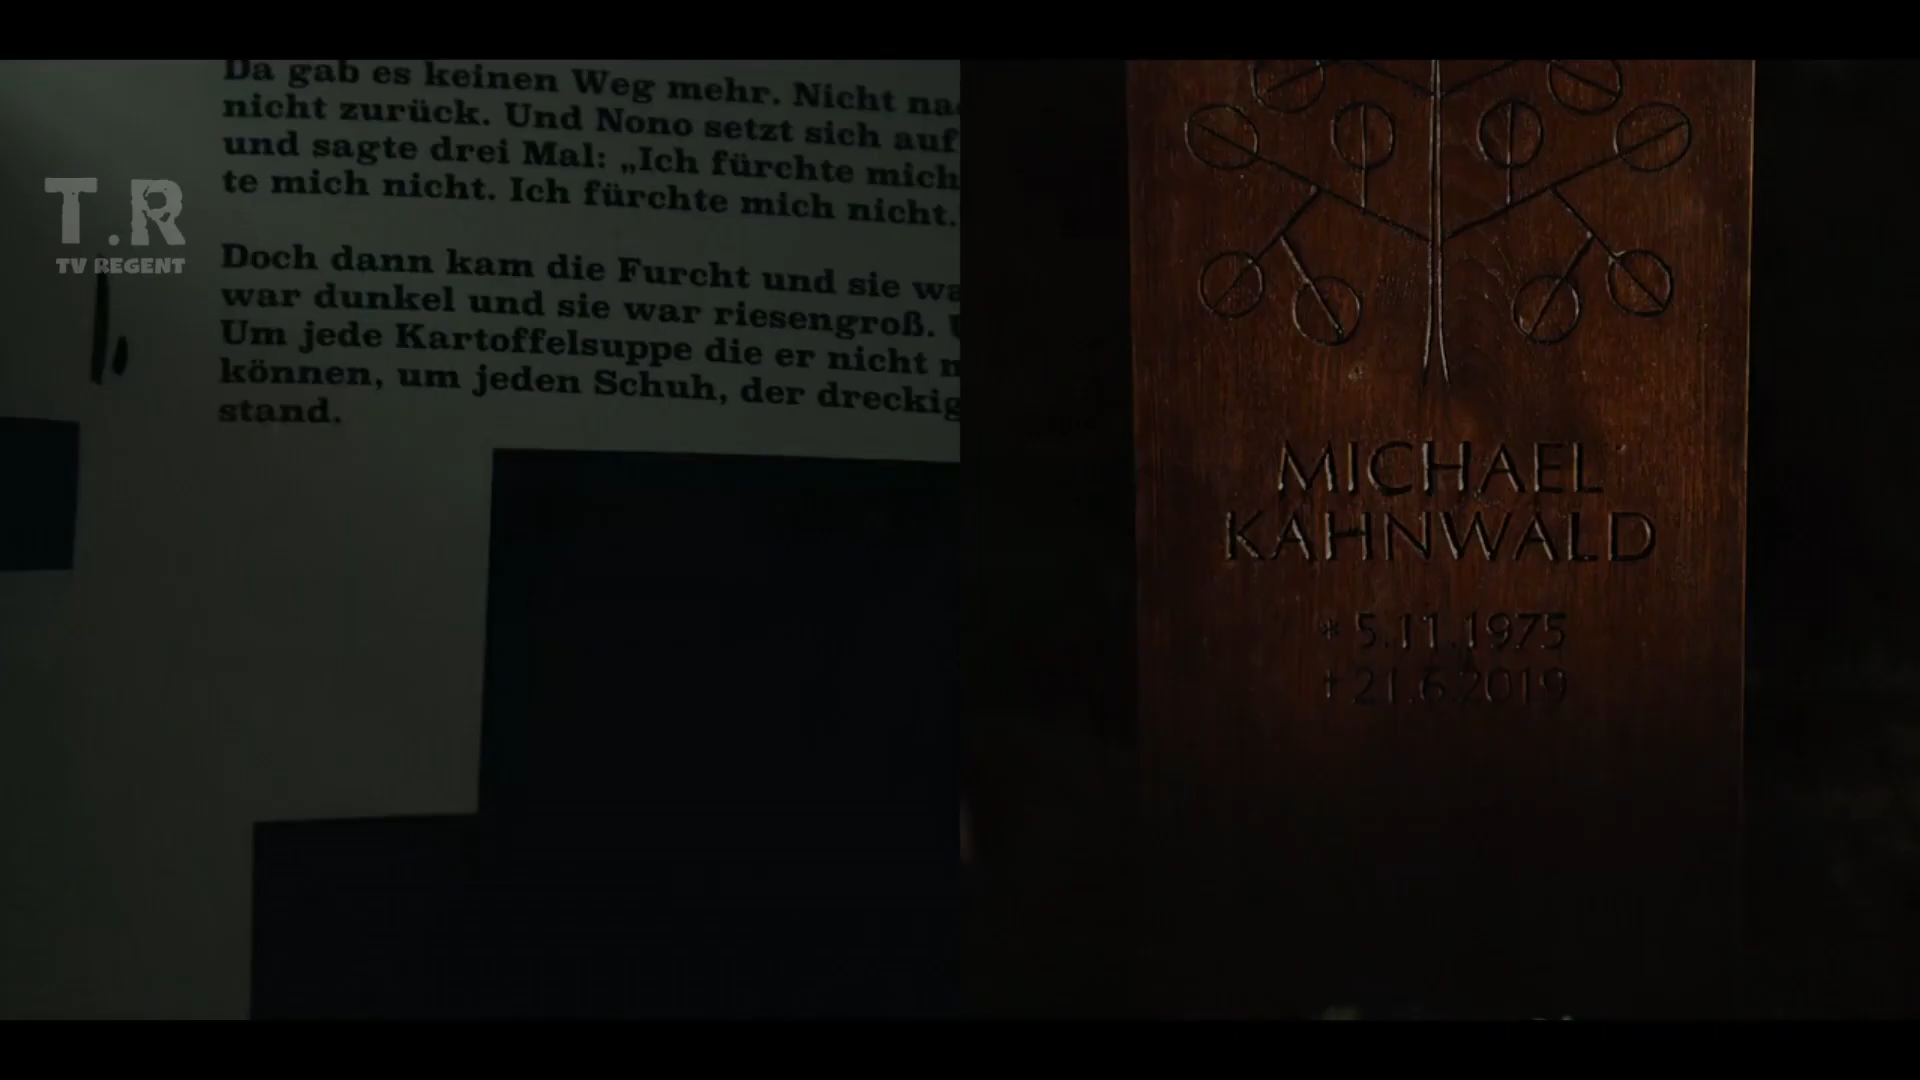 Da gab es keinen Weg mehr. Nicht
nicht zurück. Und Nono setzt sich auf
und sagte drei Mal: „Ich fürchte mich
te mich nicht. Ich fürchte mich nicht.
Doch dann kam die Furcht und sie
war dunkel und sie war riesengroß.
Um jede Kartoffelsuppe die er nicht
können, um jeden Schuh, der dreckig
stand.
T.R
TV REGENT
MICHAEL
KAHNWALD
* 5.11.1975
† 21.6.2019